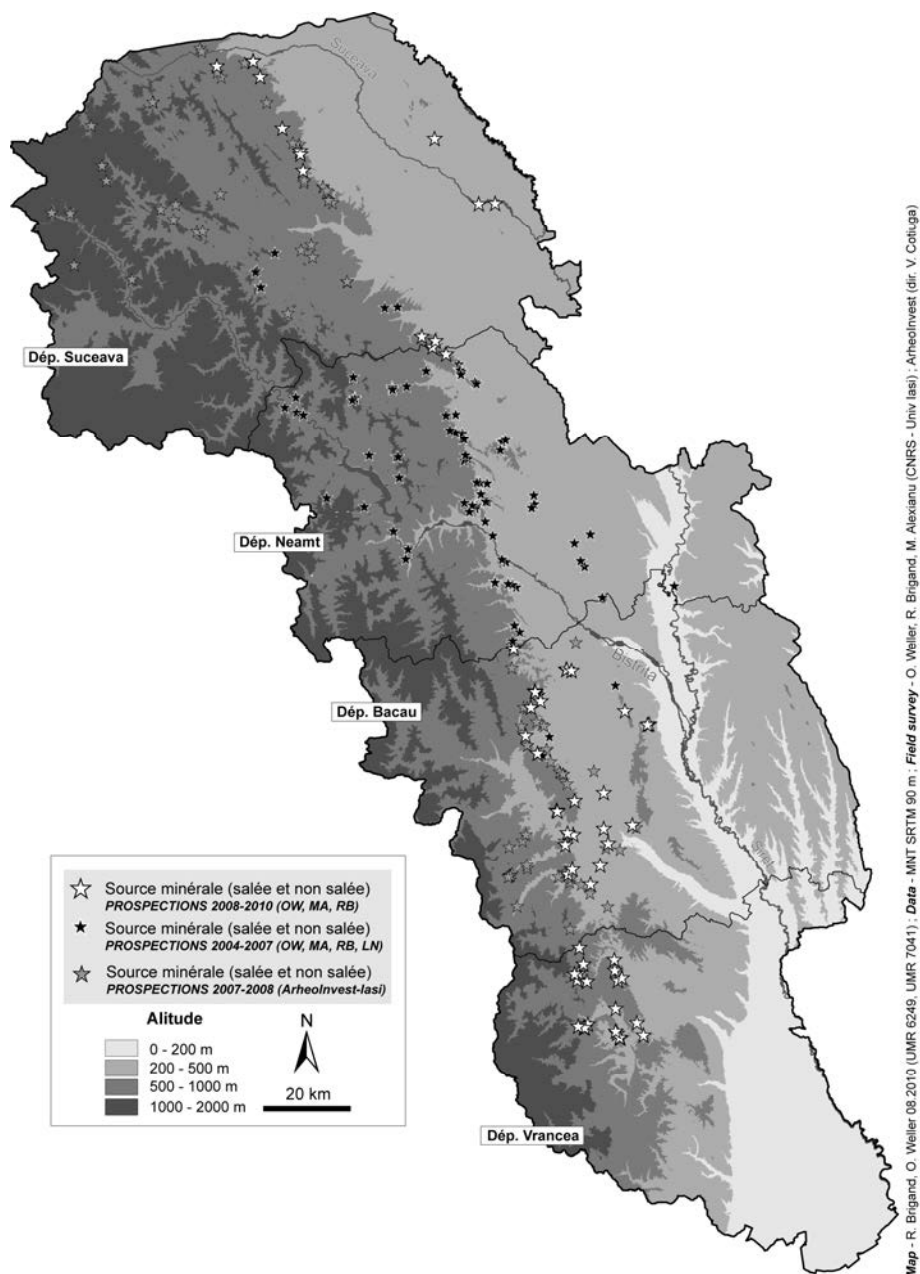 Suceava
Dép. Suceava
Dép. Neamt
Bistrita
Dép. Bacau
Siret
Source minérale (salée et non salée)
PROSPECTIONS 2008-2010 (OW, MA, RB)
Source minérale (salée et non salée)
PROSPECTIONS 2004-2007 (OW, MA, RB, LN)
Source minérale (salée et non salée)
PROSPECTIONS 2007-2008 (ArheoInvest-Iasi)
Alitude
N
0 - 200 m
200 - 500 m
500 - 1000 m
1000 - 2000 m
20 km
Dép. Vrancea
Map - R. Brigand, O. Weller 08.2010 (UMR 6249, UMR 7041) ; Data - MNT SRTM 90 m ; Field survey - O. Weller, R. Brigand, M. Alexianu (CNRS - Univ Iasi) ; ArheoInvest (dir. V. Cotiuga)